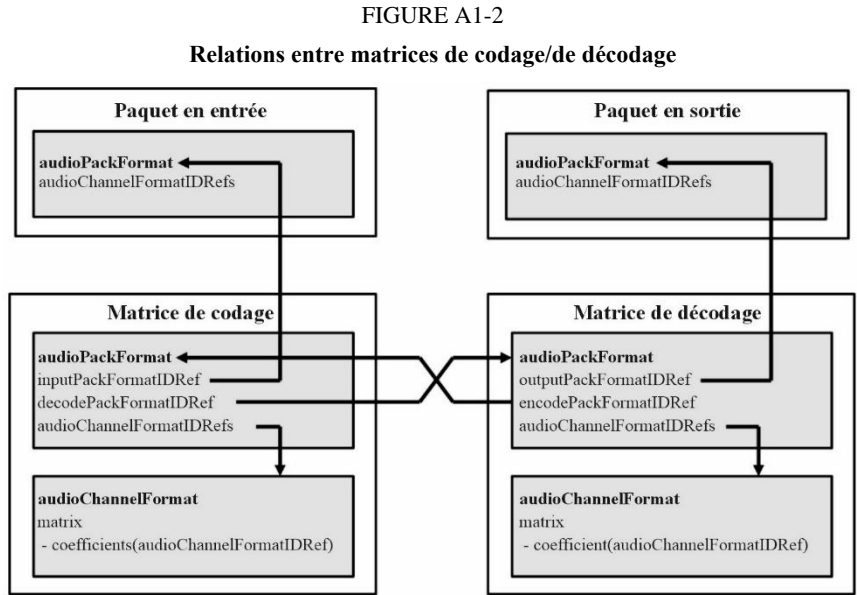 FIGURE A1-2
Relations entre matrices de codage/de décodage
Paquet en entrée
audioPackFormat
audioChannelFormatIDRefs
Paquet en sortie
audioPackFormat
audioChannelFormatIDRefs
Matrice de codage
audioPackFormat
inputPackFormatIDRef
decodePackFormatIDRef
audioChannelFormatIDRefs
audioChannelFormat
matrix
- coefficients(audioChannelFormatIDRef)
Matrice de décodage
audioPackFormat
outputPackFormatIDRef
encodePackFormatIDRef
audioChannelFormatIDRefs
audioChannelFormat
matrix
- coefficient(audioChannelFormatIDRef)